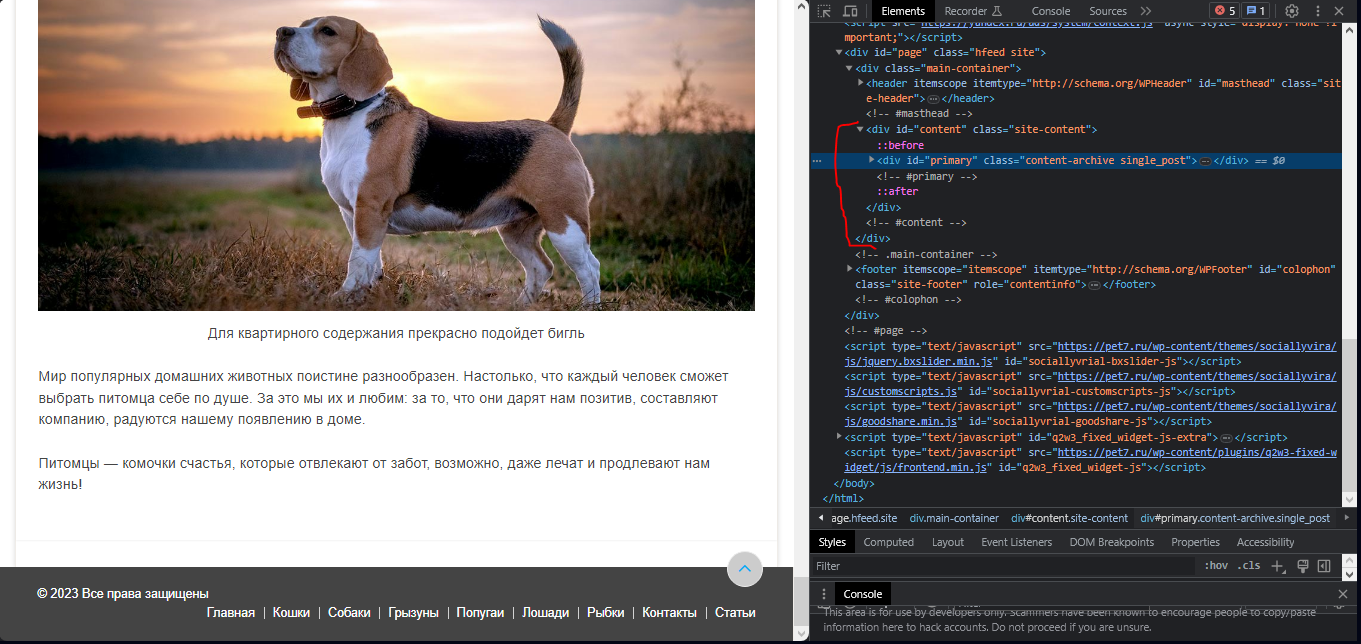 Elements
Recorder
Console
Sources
5
1
<script src="https://yandex.ru/ads/system/context.js" async style="display: none !i
mportant;"></script>
<div id="page" class="hfeed site">
<div class="main-container">
<header itemscope itemtype="http://schema.org/WPHeader" id="masthead" class="sit
e-header"> … </header>
<!-- #masthead -->
<div id="content" class="site-content">
::before
<div id="primary" class="content-archive single_post"> … </div> == $0
<!-- #primary -->
::after
</div>
<!-- #content -->
</div>
<!-- .main-container -->
<footer itemscope="itemscope" itemtype="http://schema.org/WPFooter" id="colophon"
class="site-footer" role="contentinfo"> … </footer>
<!-- #colophon -->
</div>
<!-- #page -->
<script type="text/javascript" src="https://pet7.ru/wp-content/themes/sociallyvira/
js/jquery.bxslider.min.js" id="sociallyvrial-bxslider-js"></script>
<script type="text/javascript" src="https://pet7.ru/wp-content/themes/sociallyvira/
js/customscripts.js" id="sociallyvrial-customscripts-js"></script>
<script type="text/javascript" src="https://pet7.ru/wp-content/themes/sociallyvira/
js/goodshare.min.js" id="sociallyvrial-goodshare-js"></script>
<script type="text/javascript" id="q2w3_fixed_widget-js-extra"> … </script>
<script type="text/javascript" src="https://pet7.ru/wp-content/plugins/q2w3-fixed-w
idget/js/frontend.min.js" id="q2w3_fixed_widget-js"></script>
</body>
</html>
age.hfeed.site div.main-container div#content.site-content div#primary.content-archive.single_post
Styles Computed Layout Event Listeners DOM Breakpoints Properties Accessibility
Filter :hov .cls
Console
This area is for use by developers only. Scammers have been known to encourage people to copy/paste
information here to hack accounts. Do not proceed if you are unsure.
Для квартирного содержания прекрасно подойдет бигль
Мир популярных домашних животных поистине разнообразен. Настолько, что каждый человек сможет
выбрать питомца себе по душе. За это мы их и любим: за то, что они дарят нам позитив, составляют
компанию, радуются нашему появлению в доме.
Питомцы — комочки счастья, которые отвлекают от забот, возможно, даже лечат и продлевают нам
жизнь!
© 2023 Все права защищены
Главная | Кошки | Собаки | Грызуны | Попугаи | Лошади | Рыбки | Контакты | Статьи